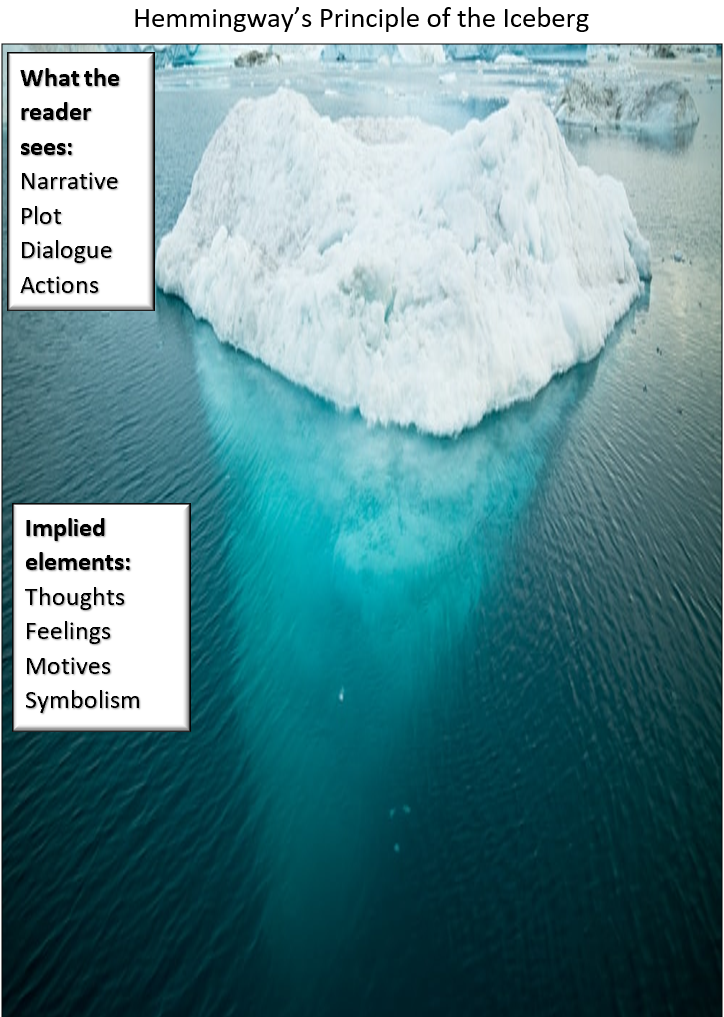 Hemmingway’s Principle of the Iceberg
What the
reader
sees:
Narrative
Plot
Dialogue
Actions
Implied
elements:
Thoughts
Feelings
Motives
Symbolism